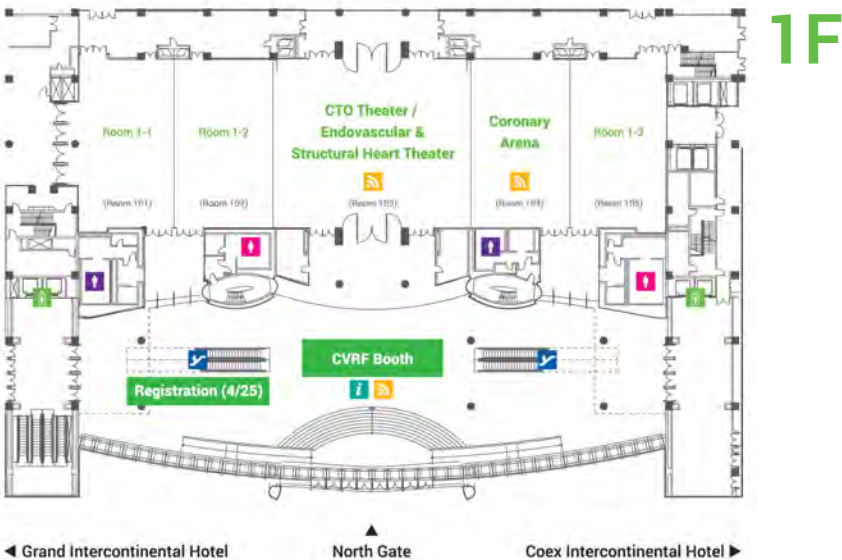 1F
CTO Theater /
Endovascular &
Structural Heart Theater
Coronary
Arena
Room 1-1
Room 1-2
Room 1-3
(Room 101)
(Room 102)
(Room 103)
(Room 104)
(Room 105)
CVRF Booth
Registration (4/25)
i
◀ Grand Intercontinental Hotel
▲
North Gate
Coex Intercontinental Hotel ▶